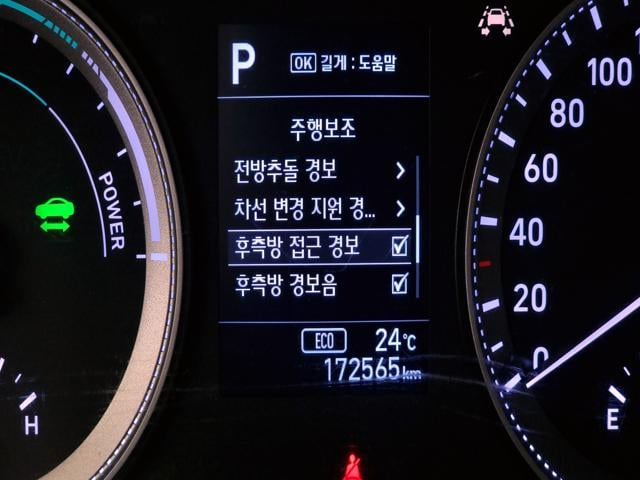 P
OK 길게 : 도움말
주행보조
전방추돌 경보
차선 변경 지원 경...
후측방 접근 경보
후측방 경보음
ECO 24℃
172565 km
POWER
H
100
80
60
40
20
0
E